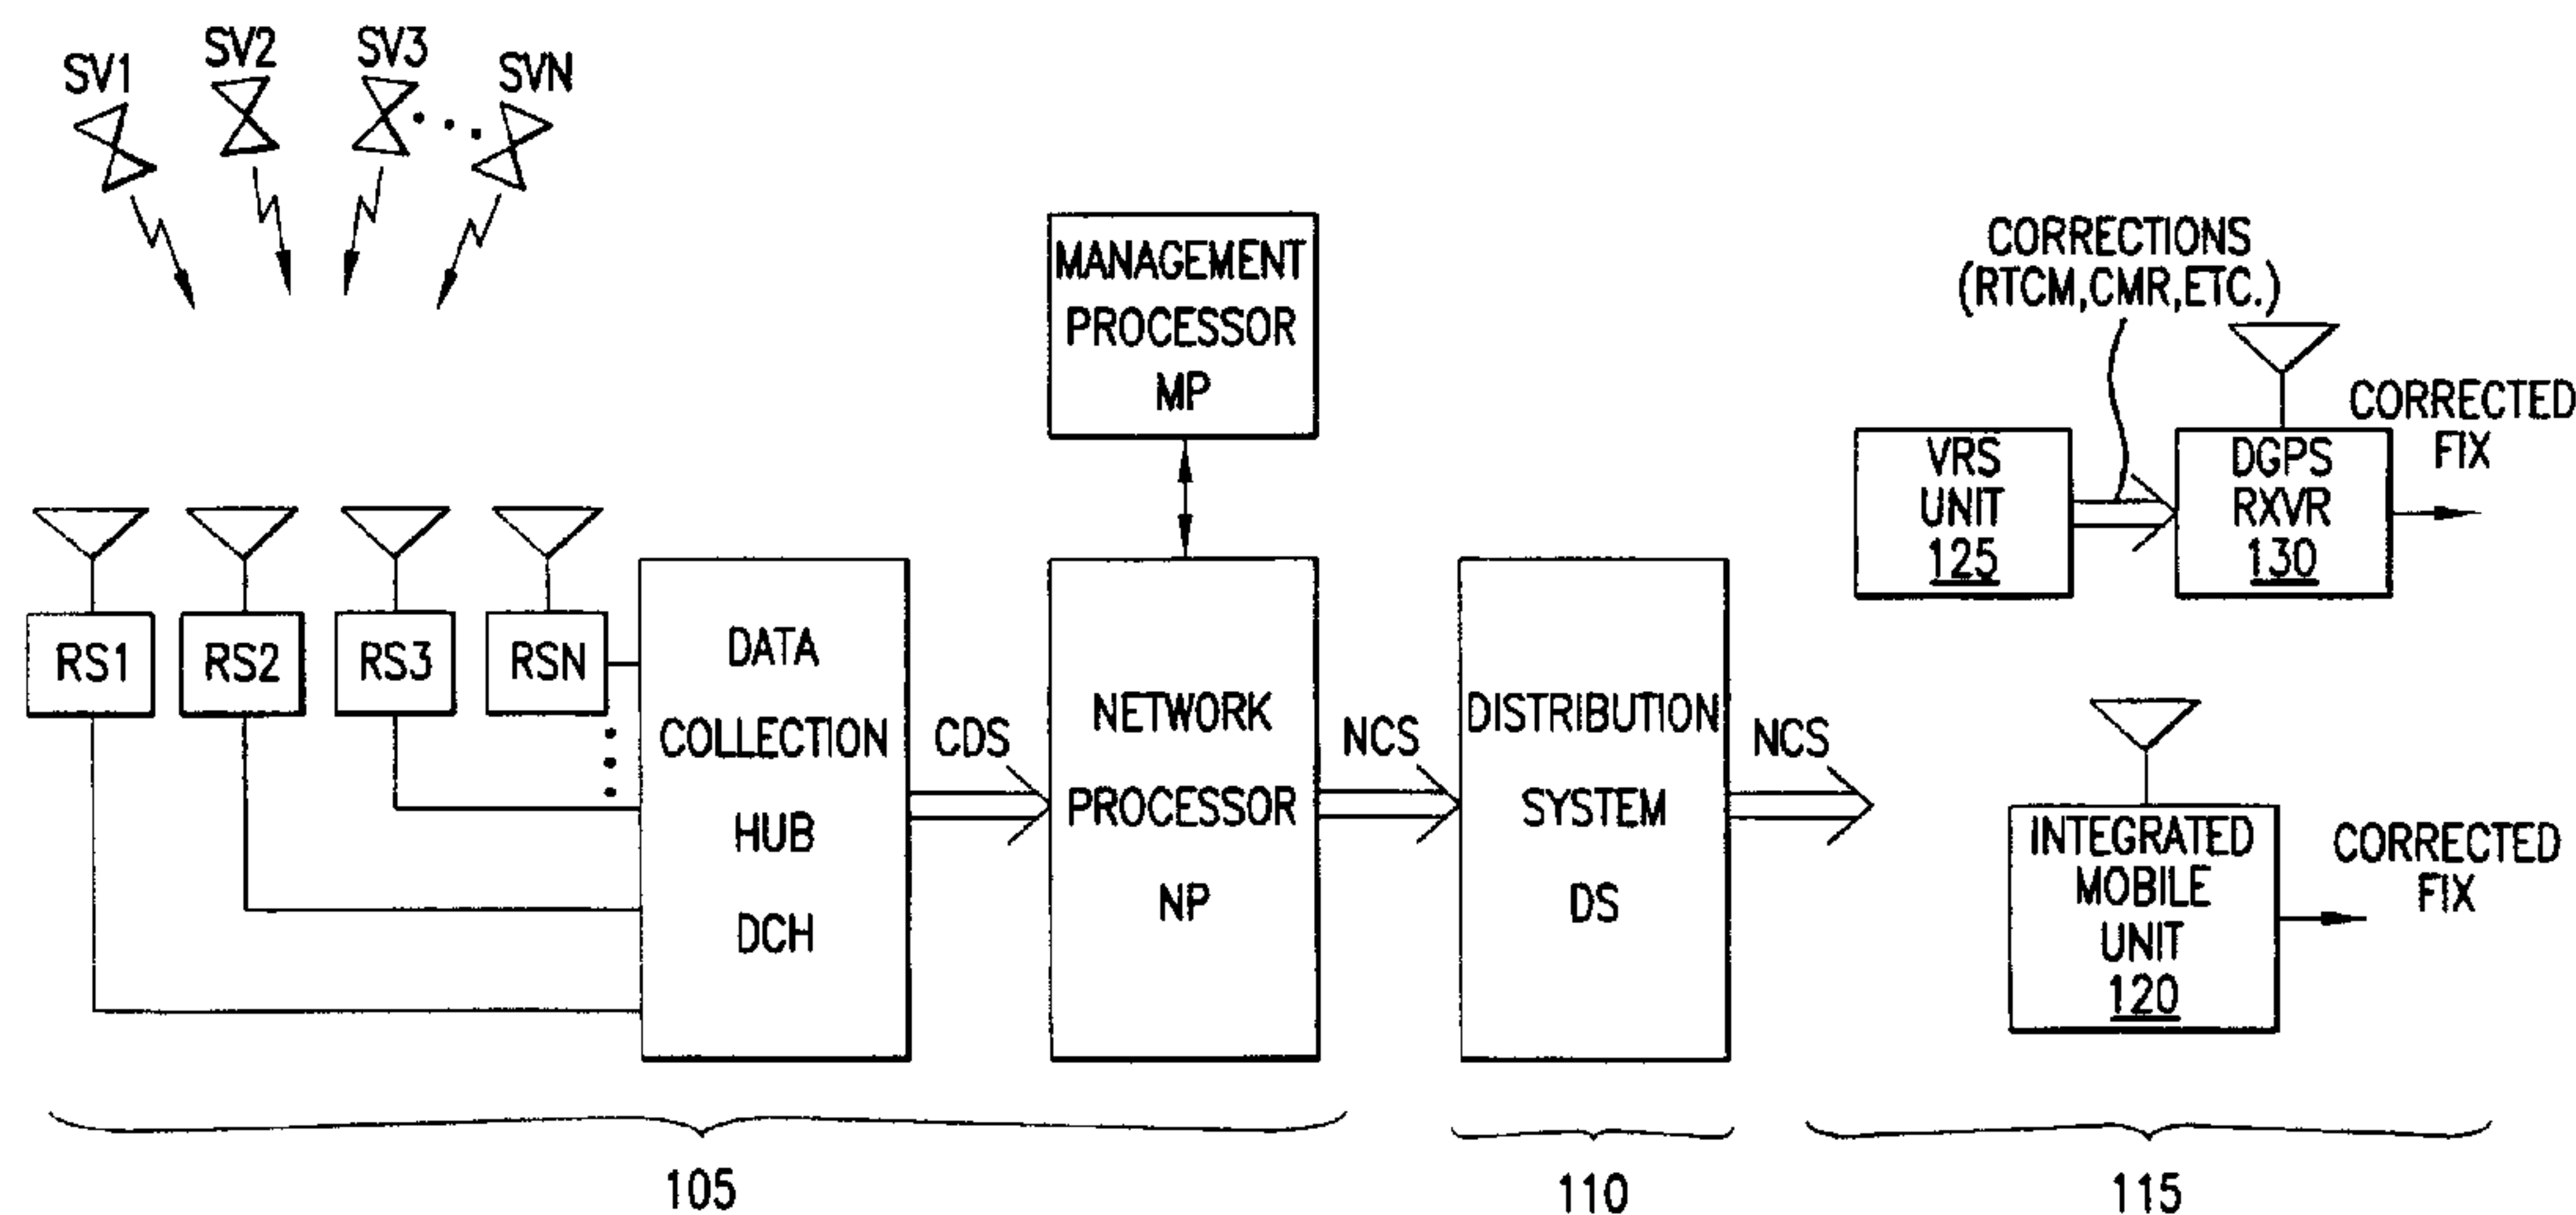 SV1
SV2
SV3
SVN
MANAGEMENT
PROCESSOR
MP
CORRECTIONS
(RTCM,CMR,ETC.)
VRS
UNIT
125
DGPS
RXVR
130
CORRECTED
FIX
RS1
RS2
RS3
RSN
DATA
COLLECTION
HUB
DCH
CDS
NETWORK
PROCESSOR
NP
NCS
DISTRIBUTION
SYSTEM
DS
NCS
INTEGRATED
MOBILE
UNIT
120
CORRECTED
FIX
105
110
115